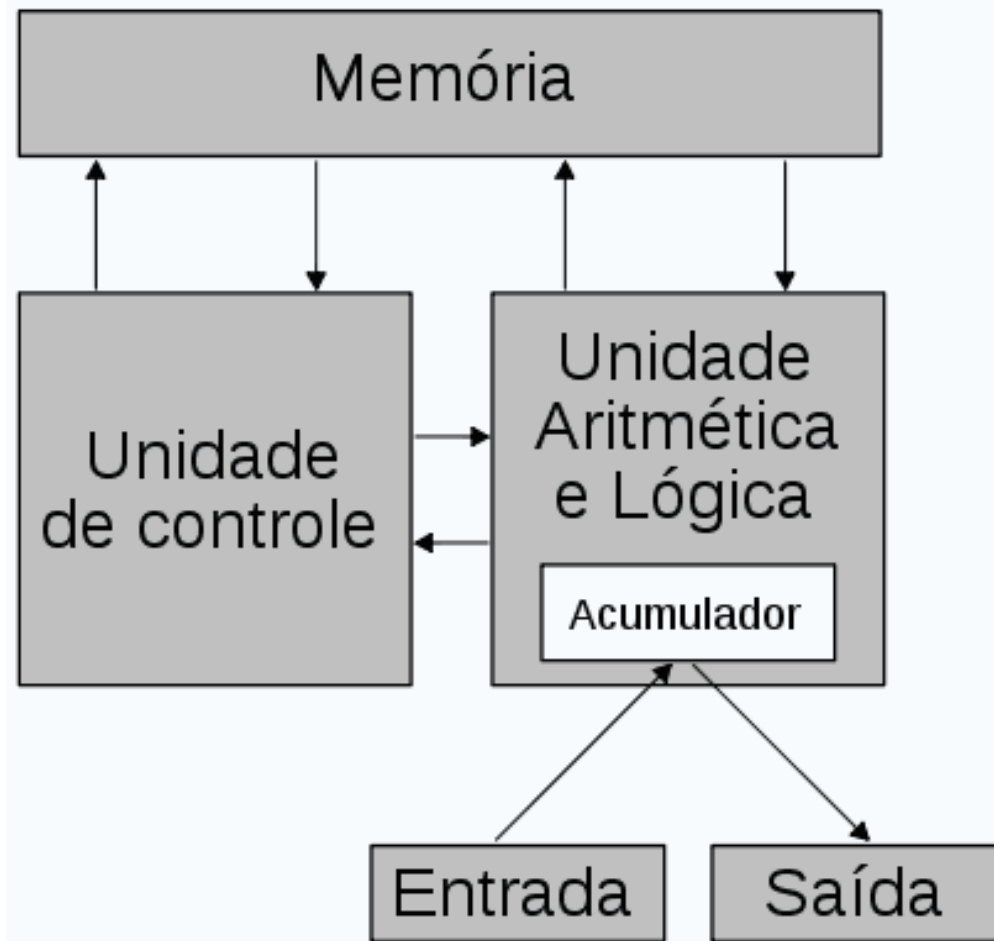 Memória
Unidade
de controle
Unidade
Aritmética
e Lógica
Acumulador
Entrada
Saída